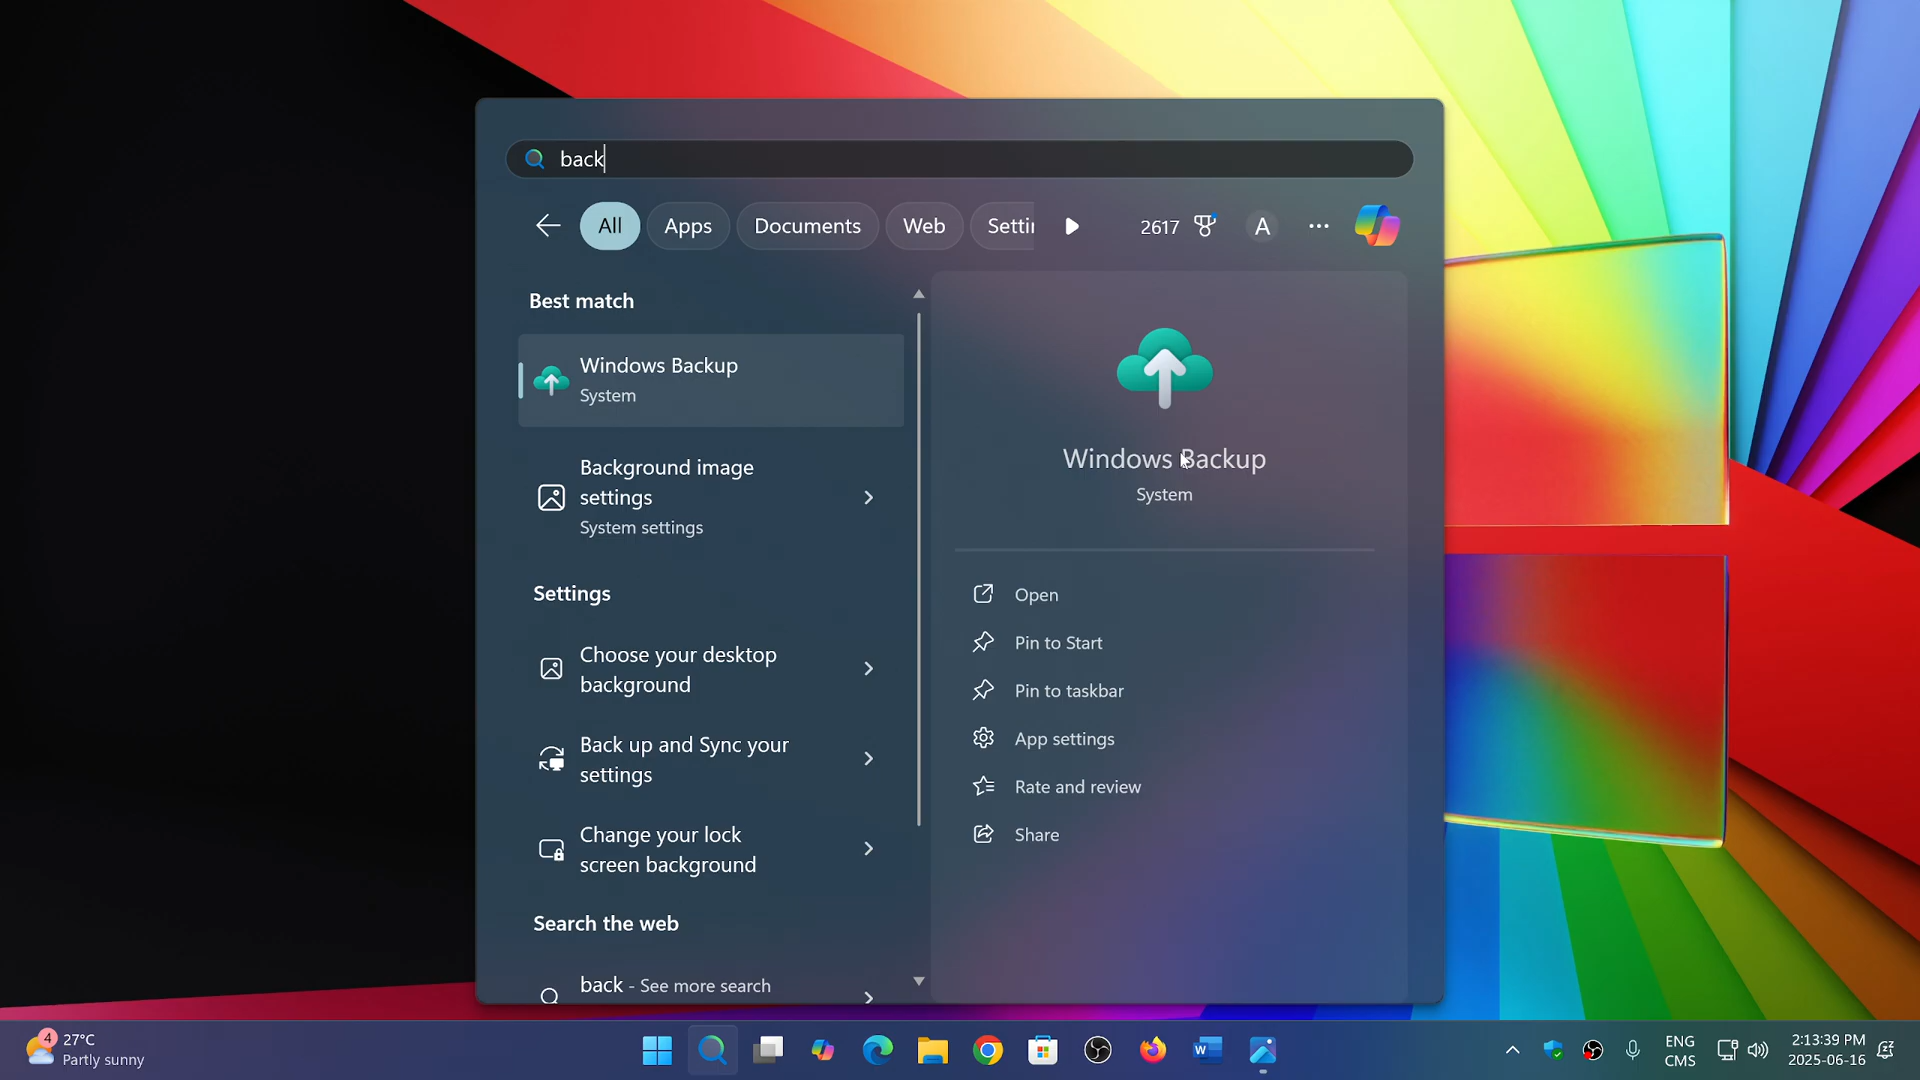 back
All
Apps
Documents
Web
Settin
2617
A
Best match
Windows Backup
System
Background image
settings
System settings
Settings
Choose your desktop
background
Back up and Sync your
settings
Change your lock
screen background
Search the web
back - See more search
Windows Backup
System
Open
Pin to Start
Pin to taskbar
App settings
Rate and review
Share
4
27°C
Partly sunny
W
ENG
CMS
2:13:39 PM
2025-06-16